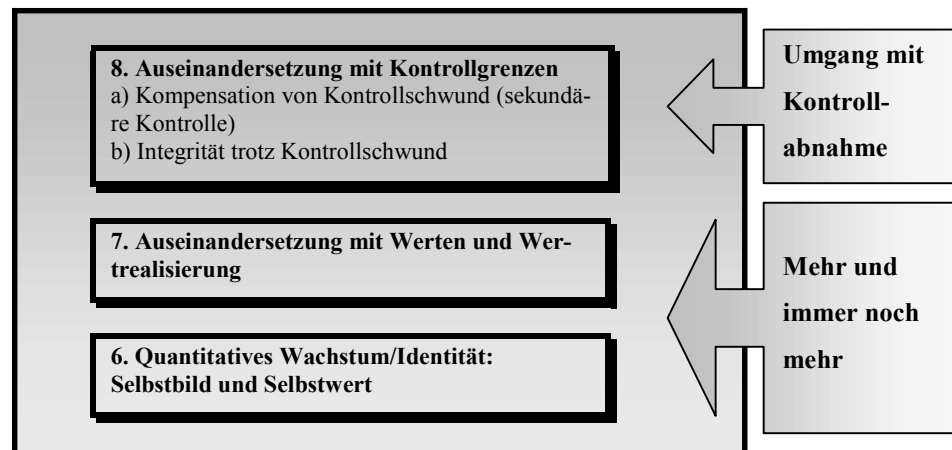 8. Auseinandersetzung mit Kontrollgrenzen
a) Kompensation von Kontrollschwund (sekundä-
re Kontrolle)
b) Integrität trotz Kontrollschwund
Umgang mit
Kontroll-
abnahme
7. Auseinandersetzung mit Werten und Wer-
trealisierung
6. Quantitatives Wachstum/Identität:
Selbstbild und Selbstwert
Mehr und
immer noch
mehr